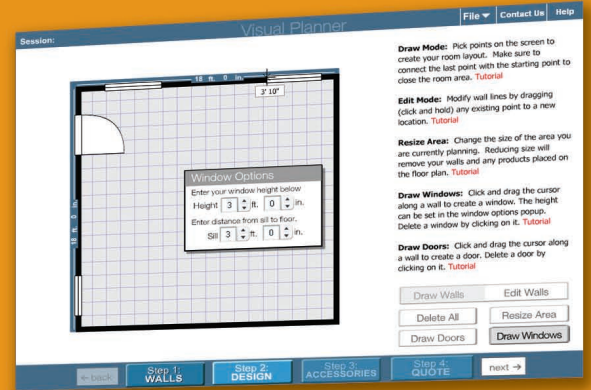 Session:
Visual Planner
File ▼ Contact Us Help
18 ft. 0 in.
3' 10"
18 ft. 0 in.
Window Options
Enter your window height below
Height 3 ft. 0 in.
Enter distance from sill to floor.
Sill 3 ft. 0 in.
Draw Mode: Pick points on the screen to
create your room layout. Make sure to
connect the last point with the starting point to
close the room area. Tutorial
Edit Mode: Modify wall lines by dragging
(click and hold) any existing point to a new
location. Tutorial
Resize Area: Change the size of the area you
are currently planning. Reducing size will
remove your walls and any products placed on
the floor plan. Tutorial
Draw Windows: Click and drag the cursor
along a wall to create a window. The height
can be set in the window options popup.
Delete a window by clicking on it. Tutorial
Draw Doors: Click and drag the cursor along
a wall to create a door. Delete a door by
clicking on it. Tutorial
Draw Walls Edit Walls
Delete All Resize Area
Draw Doors Draw Windows
← back
Step 1:
WALLS
Step 2:
DESIGN
Step 3:
ACCESSORIES
Step 4:
QUOTE
next →